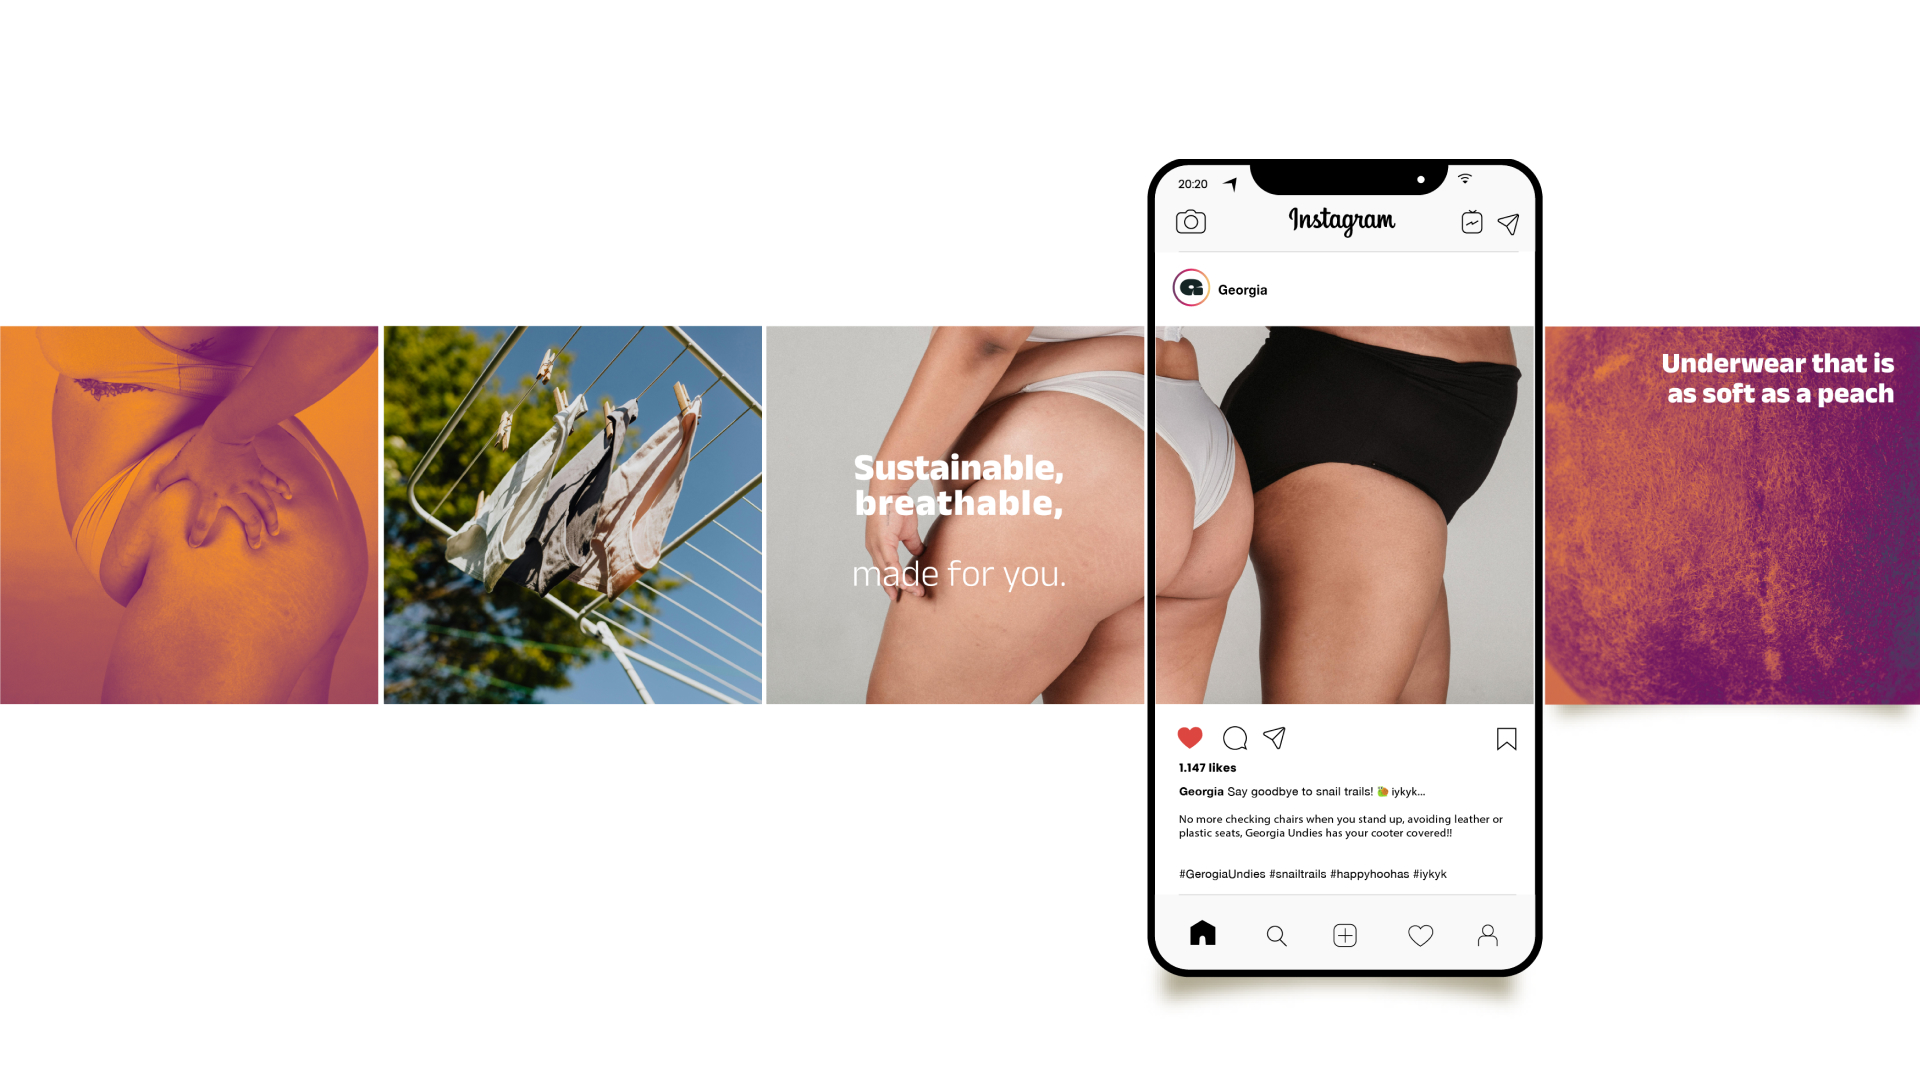 20:20
Instagram
Georgia
Sustainable,
breathable,
made for you.
Underwear that is
as soft as a peach
1.147 likes
Georgia Say goodbye to snail trails! 🐌 iykyk...
No more checking chairs when you stand up, avoiding leather or
plastic seats, Georgia Undies has your cooter covered!!
#GerogiaUndies #snailtrails #happyhoohas #iykyk